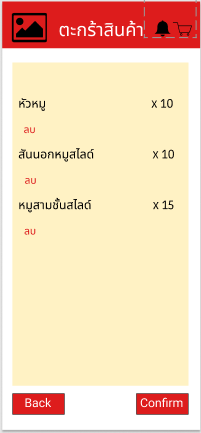 ตะกร้าสินค้า
หัวหมู x 10
ลบ
สันนอกหมูสไลด์ x 10
ลบ
หมูสามชั้นสไลด์ x 15
ลบ
Back Confirm